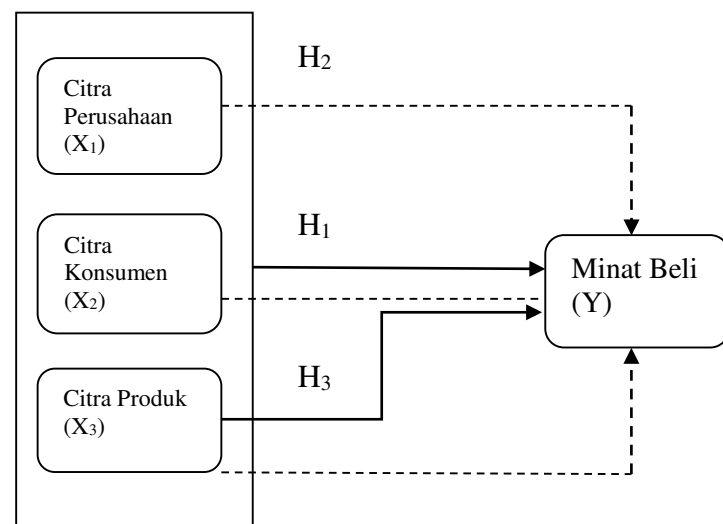 Citra
Perusahaan
(X₁)
H₂
Citra
Konsumen
(X₂)
H₁
Minat Beli
(Y)
Citra Produk
(X₃)
H₃